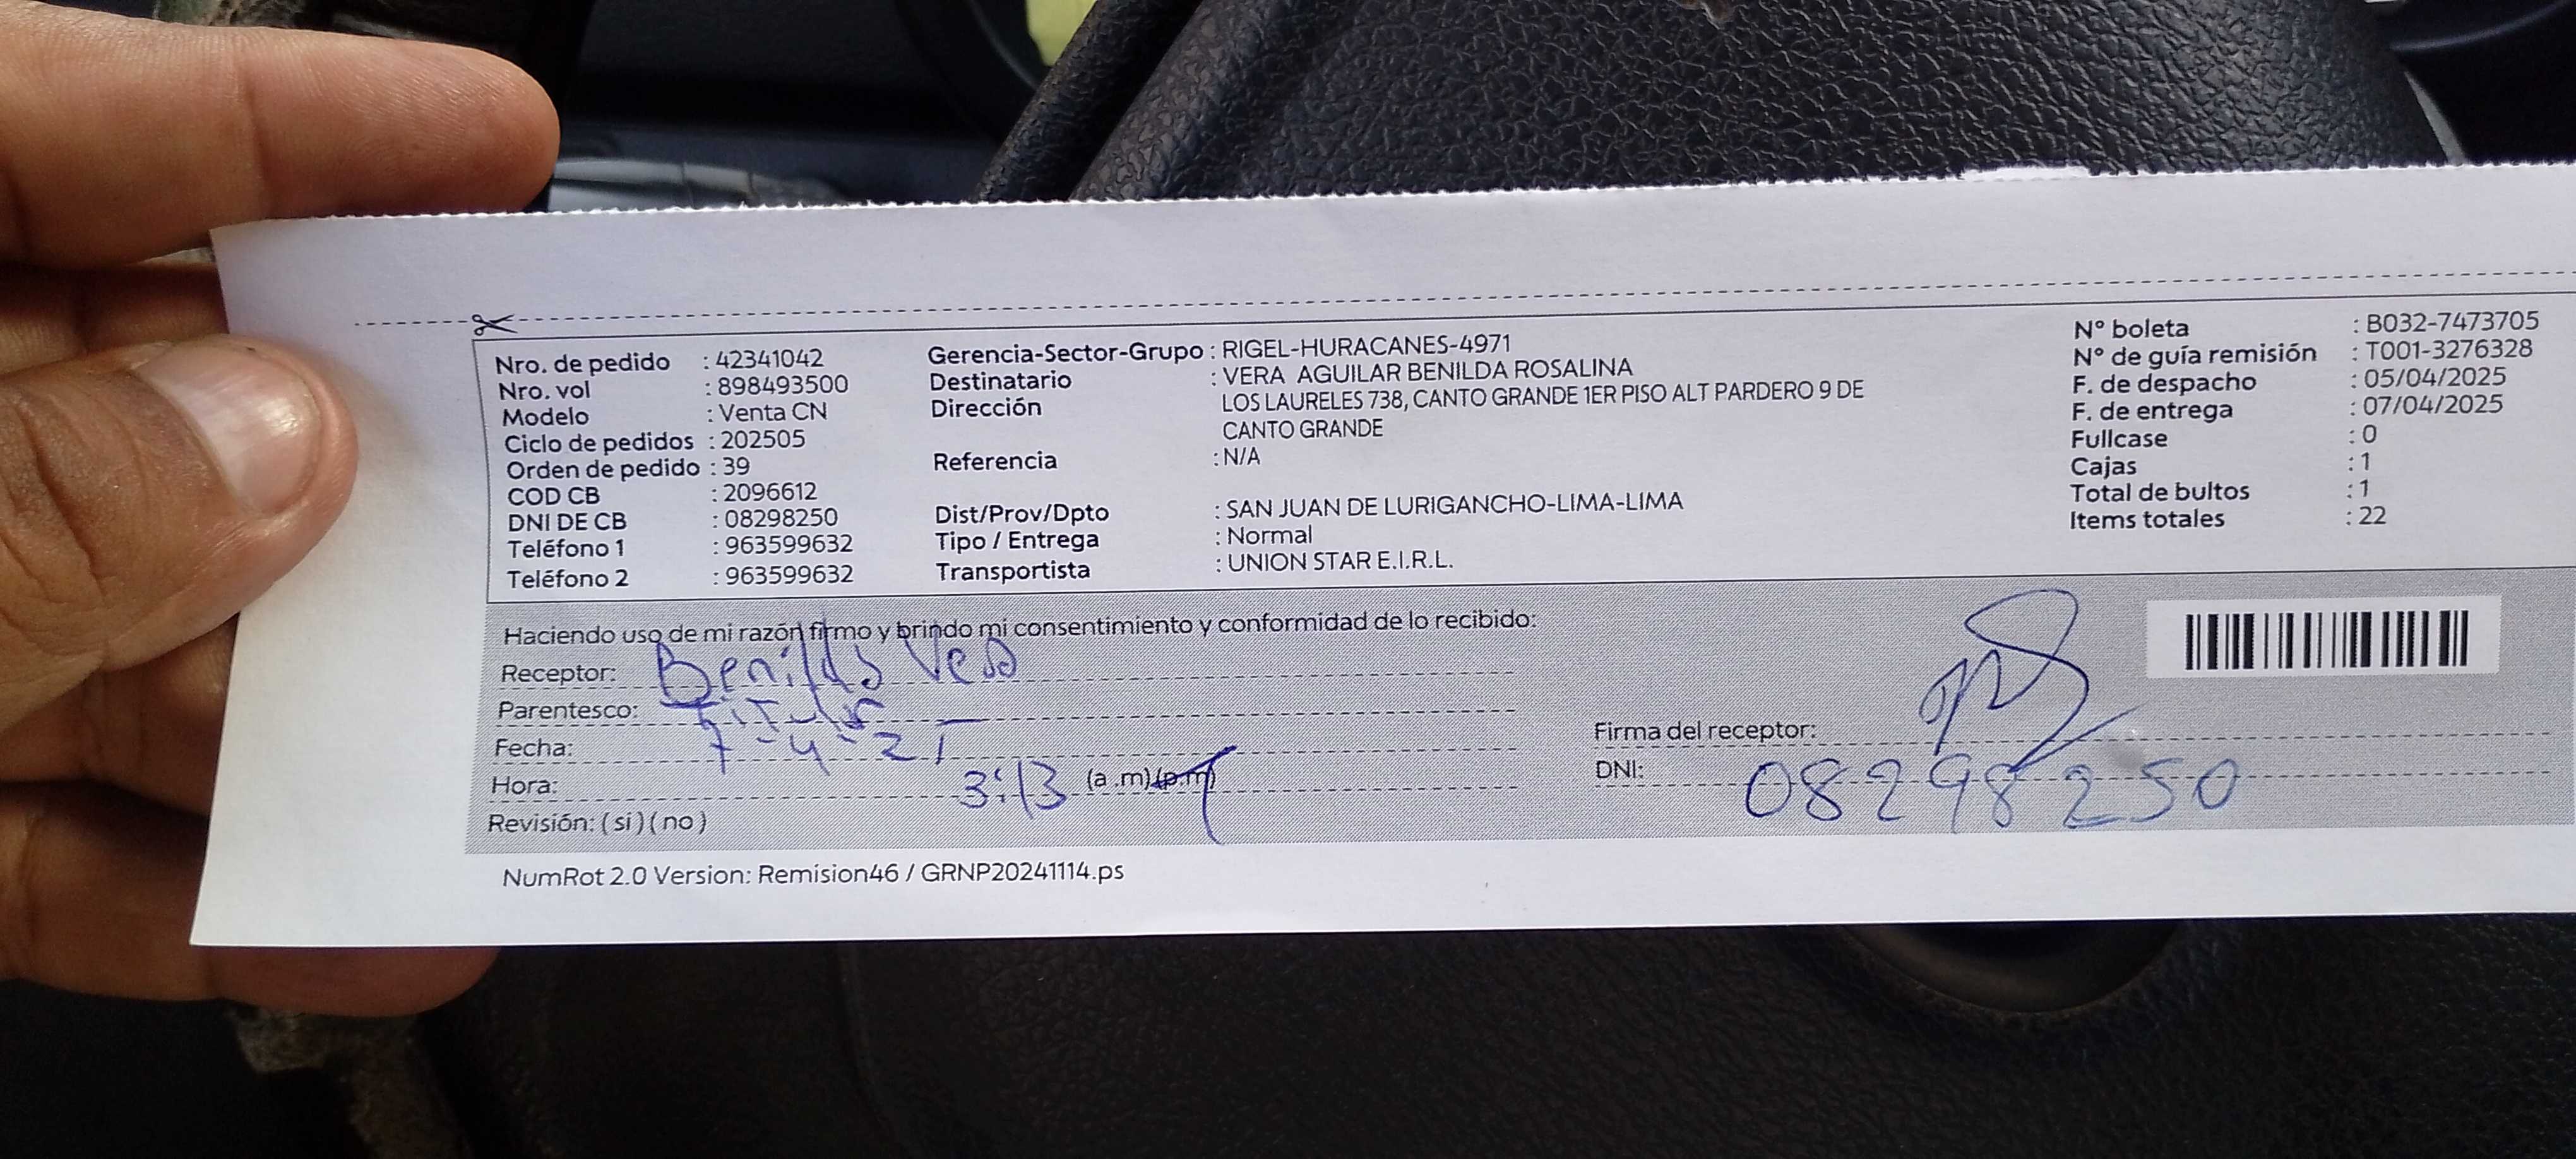 Nro. de pedido : 42341042
Nro. vol : 898493500
Modelo : Venta CN
Ciclo de pedidos : 202505
Orden de pedido : 39
COD CB : 2096612
DNI DE CB : 08298250
Teléfono 1 : 963599632
Teléfono 2 : 963599632
Gerencia-Sector-Grupo : RIGEL-HURACANES-4971
Destinatario : VERA AGUILAR BENILDA ROSALINA
Dirección LOS LAURELES 738, CANTO GRANDE 1ER PISO ALT PARDERO 9 DE
CANTO GRANDE
Referencia : N/A
Dist/Prov/Dpto : SAN JUAN DE LURIGANCHO-LIMA-LIMA
Tipo / Entrega : Normal
Transportista : UNION STAR E.I.R.L.
N° boleta : B032-7473705
N° de guía remisión : T001-3276328
F. de despacho : 05/04/2025
F. de entrega : 07/04/2025
Fullcase : 0
Cajas : 1
Total de bultos : 1
Items totales : 22
Haciendo uso de mi razón firmo y brindo mi consentimiento y conformidad de lo recibido:
Receptor: Benilda Vera
Parentesco: Titular
Fecha: 7-4-25
Hora: 3:13 (a.m)(p.m)
Revisión: (si)(no)
Firma del receptor:
DNI: 08298250
NumRot 2.0 Version: Remision46 / GRNP20241114.ps